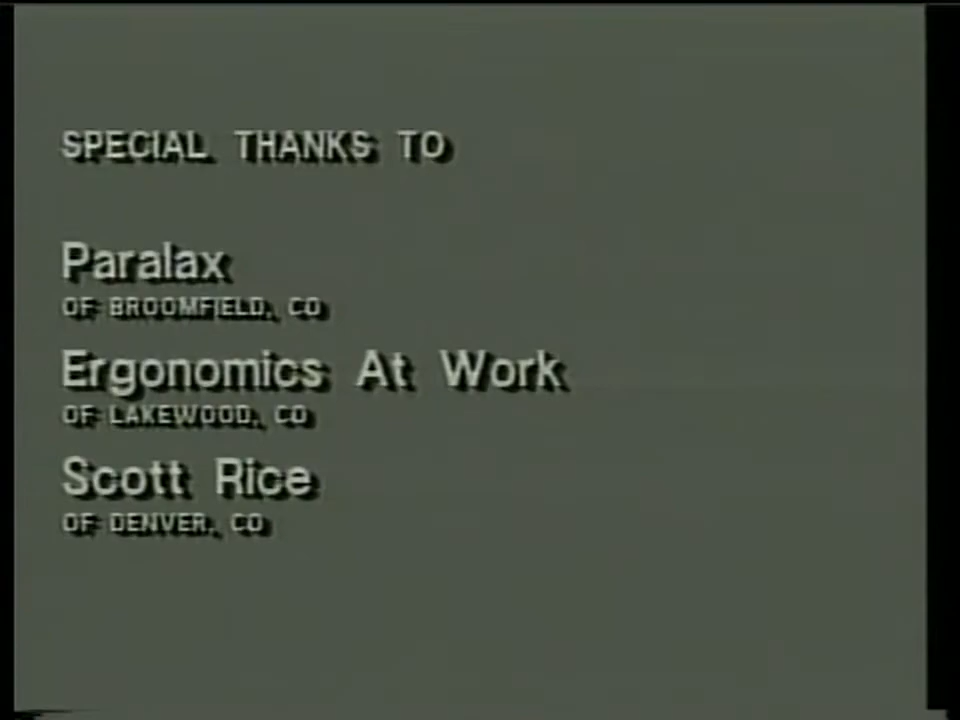 SPECIAL THANKS TO
Paralax
OF BROOMFIELD, CO
Ergonomics At Work
OF LAKEWOOD, CO
Scott Rice
OF DENVER, CO